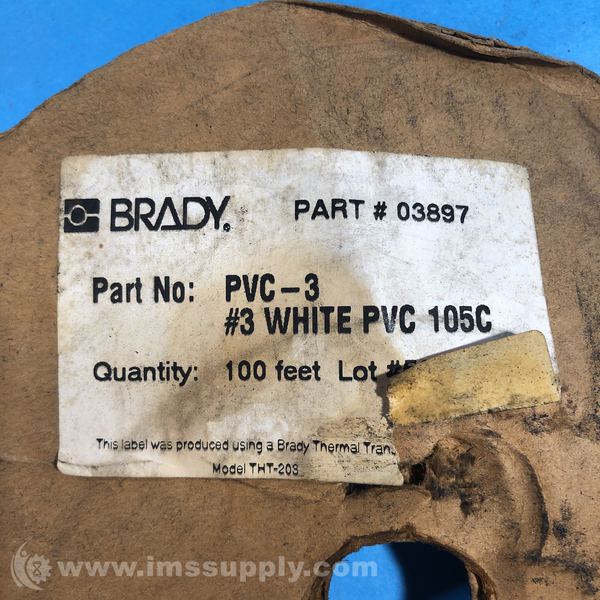 BRADY®
PART # 03897
Part No: PVC-3
#3 WHITE PVC 105C
Quantity: 100 feet Lot #
This label was produced using a Brady Thermal
Model THT-203
www.imssupply.com